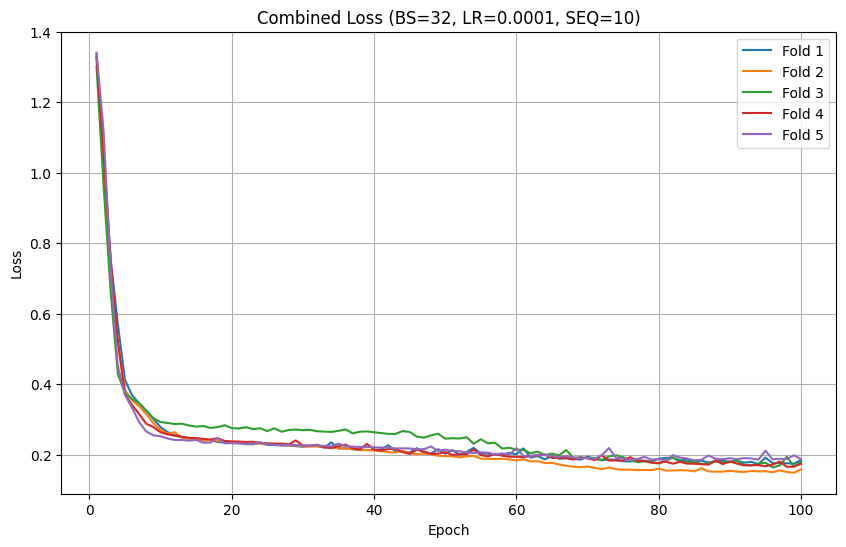 Combined Loss (BS=32, LR=0.0001, SEQ=10)
Fold 1
Fold 2
Fold 3
Fold 4
Fold 5
Loss
1.4
1.2
1.0
0.8
0.6
0.4
0.2
0 20 40 60 80 100
Epoch